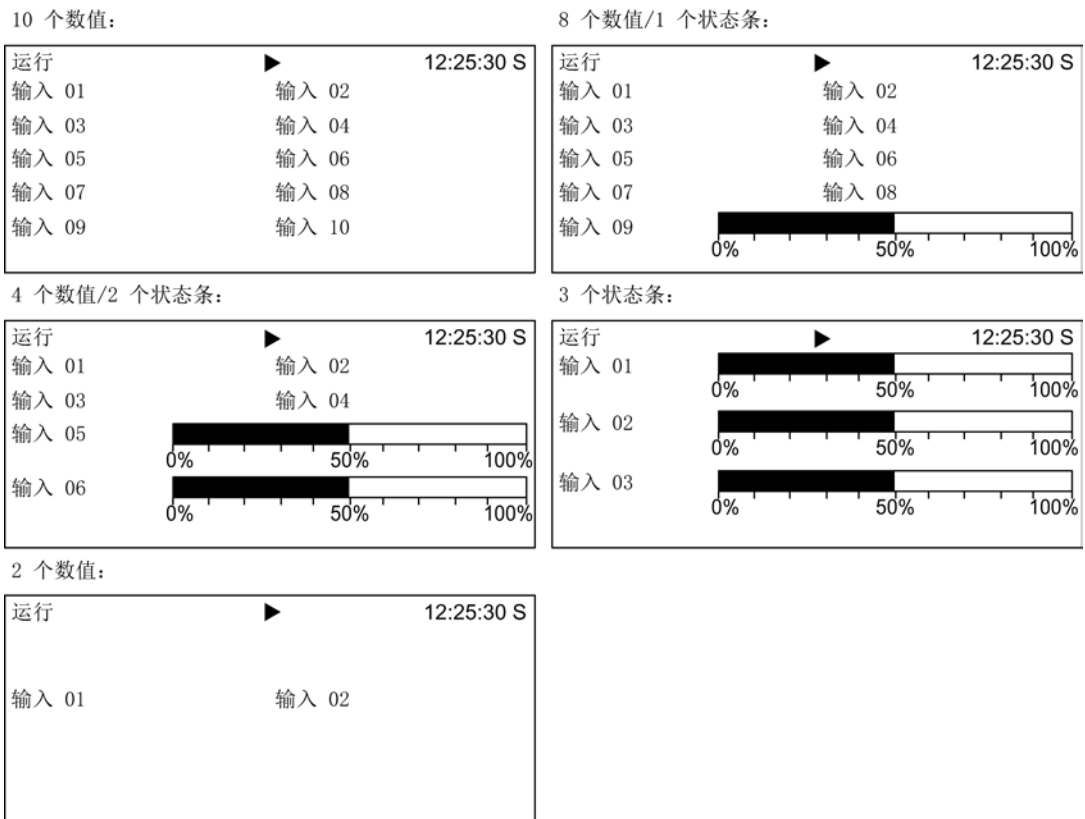 10 个数值：
运行 ▶ 12:25:30 S
输入 01 输入 02
输入 03 输入 04
输入 05 输入 06
输入 07 输入 08
输入 09 输入 10
8 个数值/1 个状态条：
运行 ▶ 12:25:30 S
输入 01 输入 02
输入 03 输入 04
输入 05 输入 06
输入 07 输入 08
输入 09
0% 50% 100%
4 个数值/2 个状态条：
运行 ▶ 12:25:30 S
输入 01 输入 02
输入 03 输入 04
输入 05
0% 50% 100%
输入 06
0% 50% 100%
3 个状态条：
运行 ▶ 12:25:30 S
输入 01
0% 50% 100%
输入 02
0% 50% 100%
输入 03
0% 50% 100%
2 个数值：
运行 ▶ 12:25:30 S
输入 01 输入 02